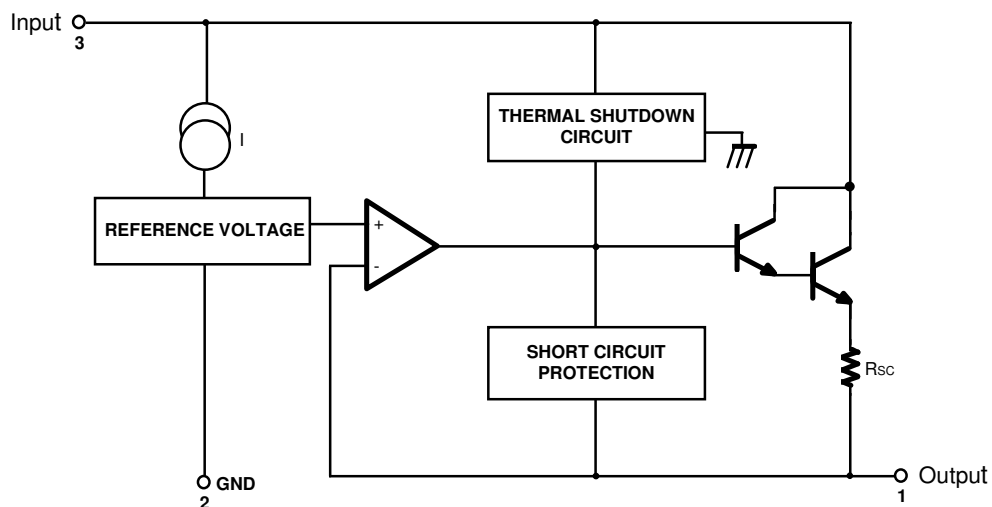 Input
3
THERMAL SHUTDOWN
CIRCUIT
I
REFERENCE VOLTAGE
+
-
SHORT CIRCUIT
PROTECTION
RSC
GND
2
Output
1